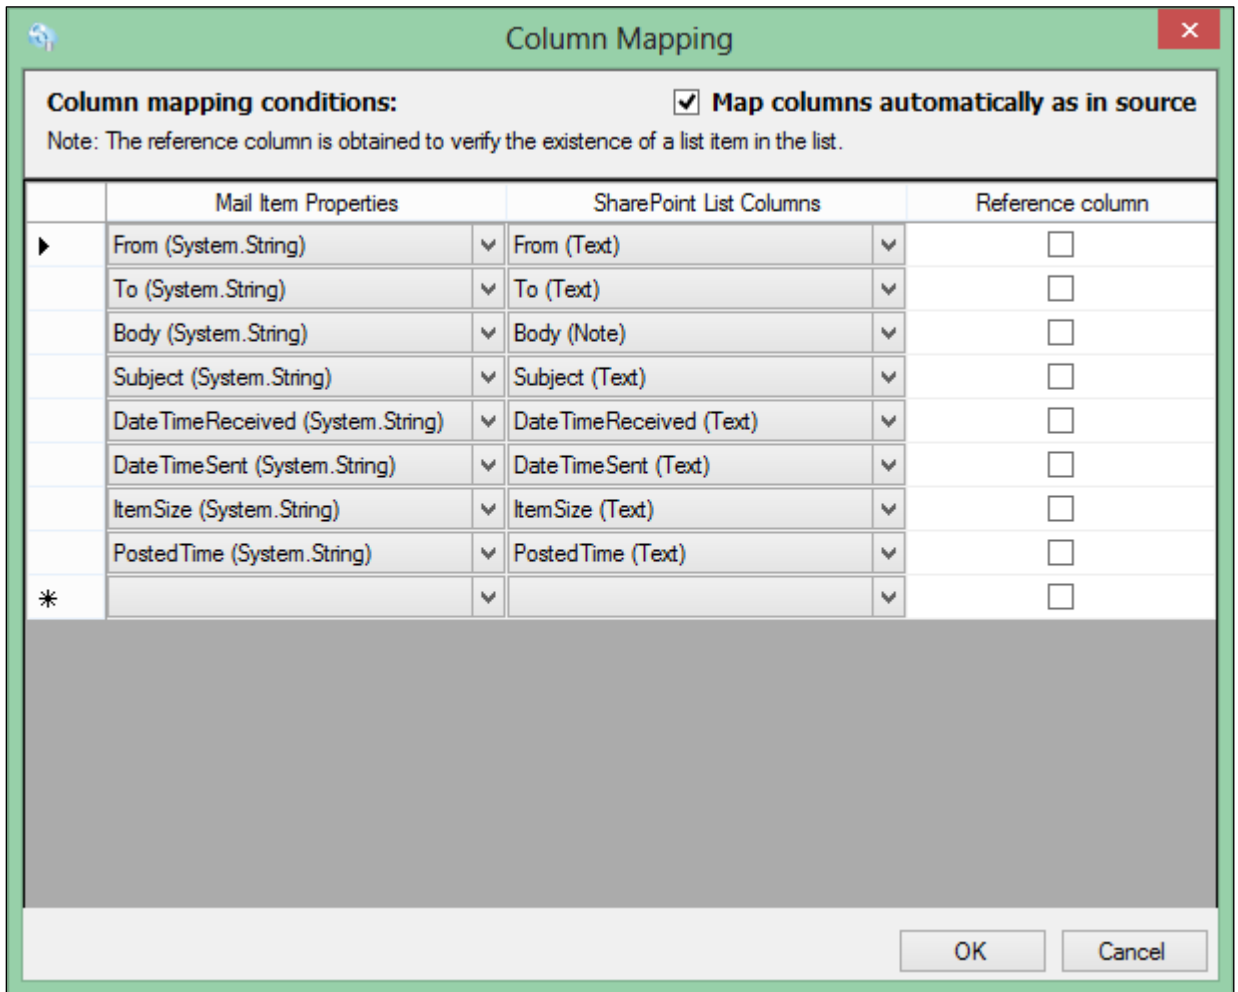 Column Mapping
Column mapping conditions: Map columns automatically as in source
Note: The reference column is obtained to verify the existence of a list item in the list.
Mail Item Properties SharePoint List Columns Reference column
From (System.String) From (Text)
To (System.String) To (Text)
Body (System.String) Body (Note)
Subject (System.String) Subject (Text)
DateTimeReceived (System.String) DateTimeReceived (Text)
DateTimeSent (System.String) DateTimeSent (Text)
ItemSize (System.String) ItemSize (Text)
PostedTime (System.String) PostedTime (Text)
OK Cancel